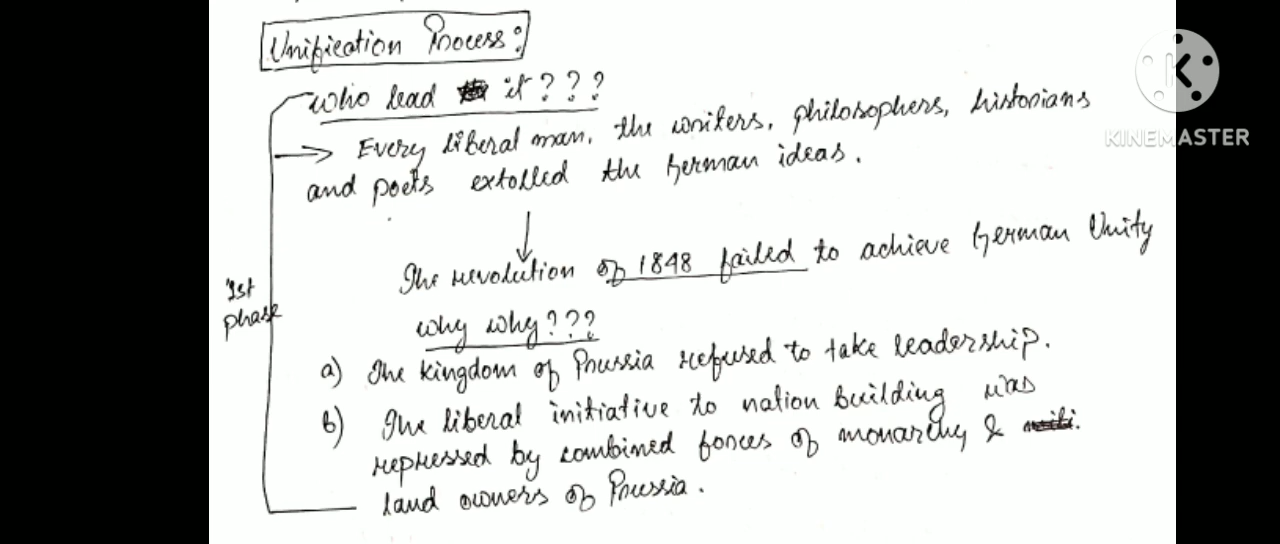 Unification Process:
who lead it???
→ Every liberal man, the writers, philosophers, historians
and poets extolled the German ideas.
The revolution of 1848 failed to achieve German Unity
why why???
a) The kingdom of Prussia refused to take leadership.
b) The liberal initiative to nation building was
repressed by combined forces of monarchy &
land owners of Prussia.
1st
phase
KINEMASTER